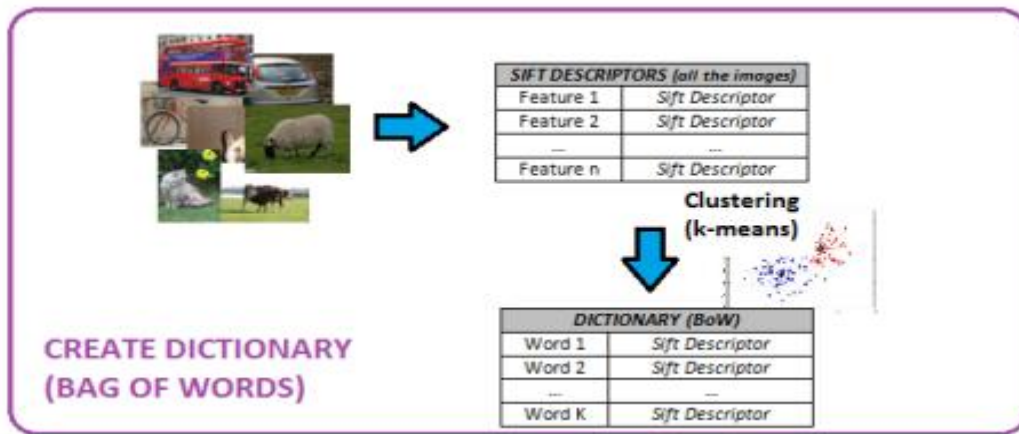 SIFT DESCRIPTORS (all the images)
Feature 1 Sift Descriptor
Feature 2 Sift Descriptor
... ...
Feature n Sift Descriptor
Clustering
(k-means)
DICTIONARY (BoW)
Word 1 Sift Descriptor
Word 2 Sift Descriptor
... ...
Word K Sift Descriptor
CREATE DICTIONARY
(BAG OF WORDS)